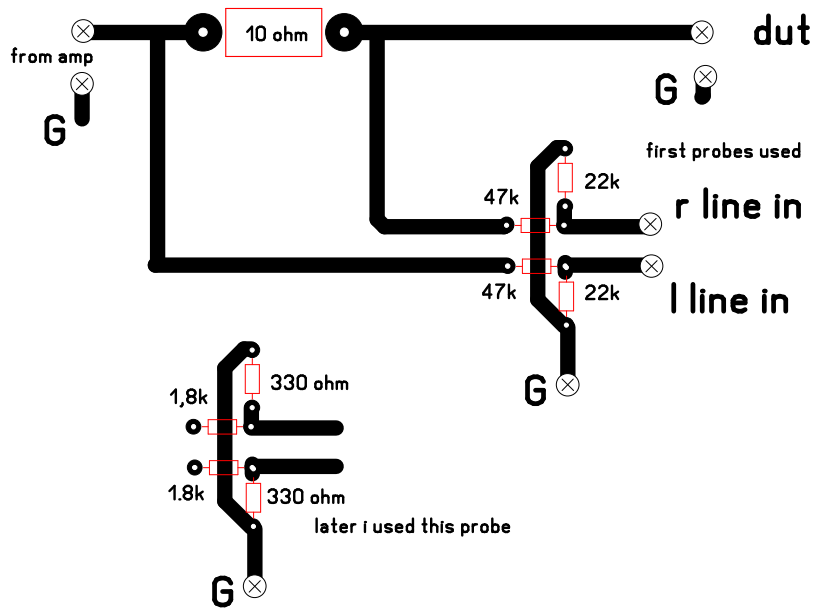 10 ohm
dut
from amp
G
G
first probes used
22k
47k
r line in
47k
22k
l line in
G
330 ohm
1,8k
1.8k
330 ohm
later i used this probe
G